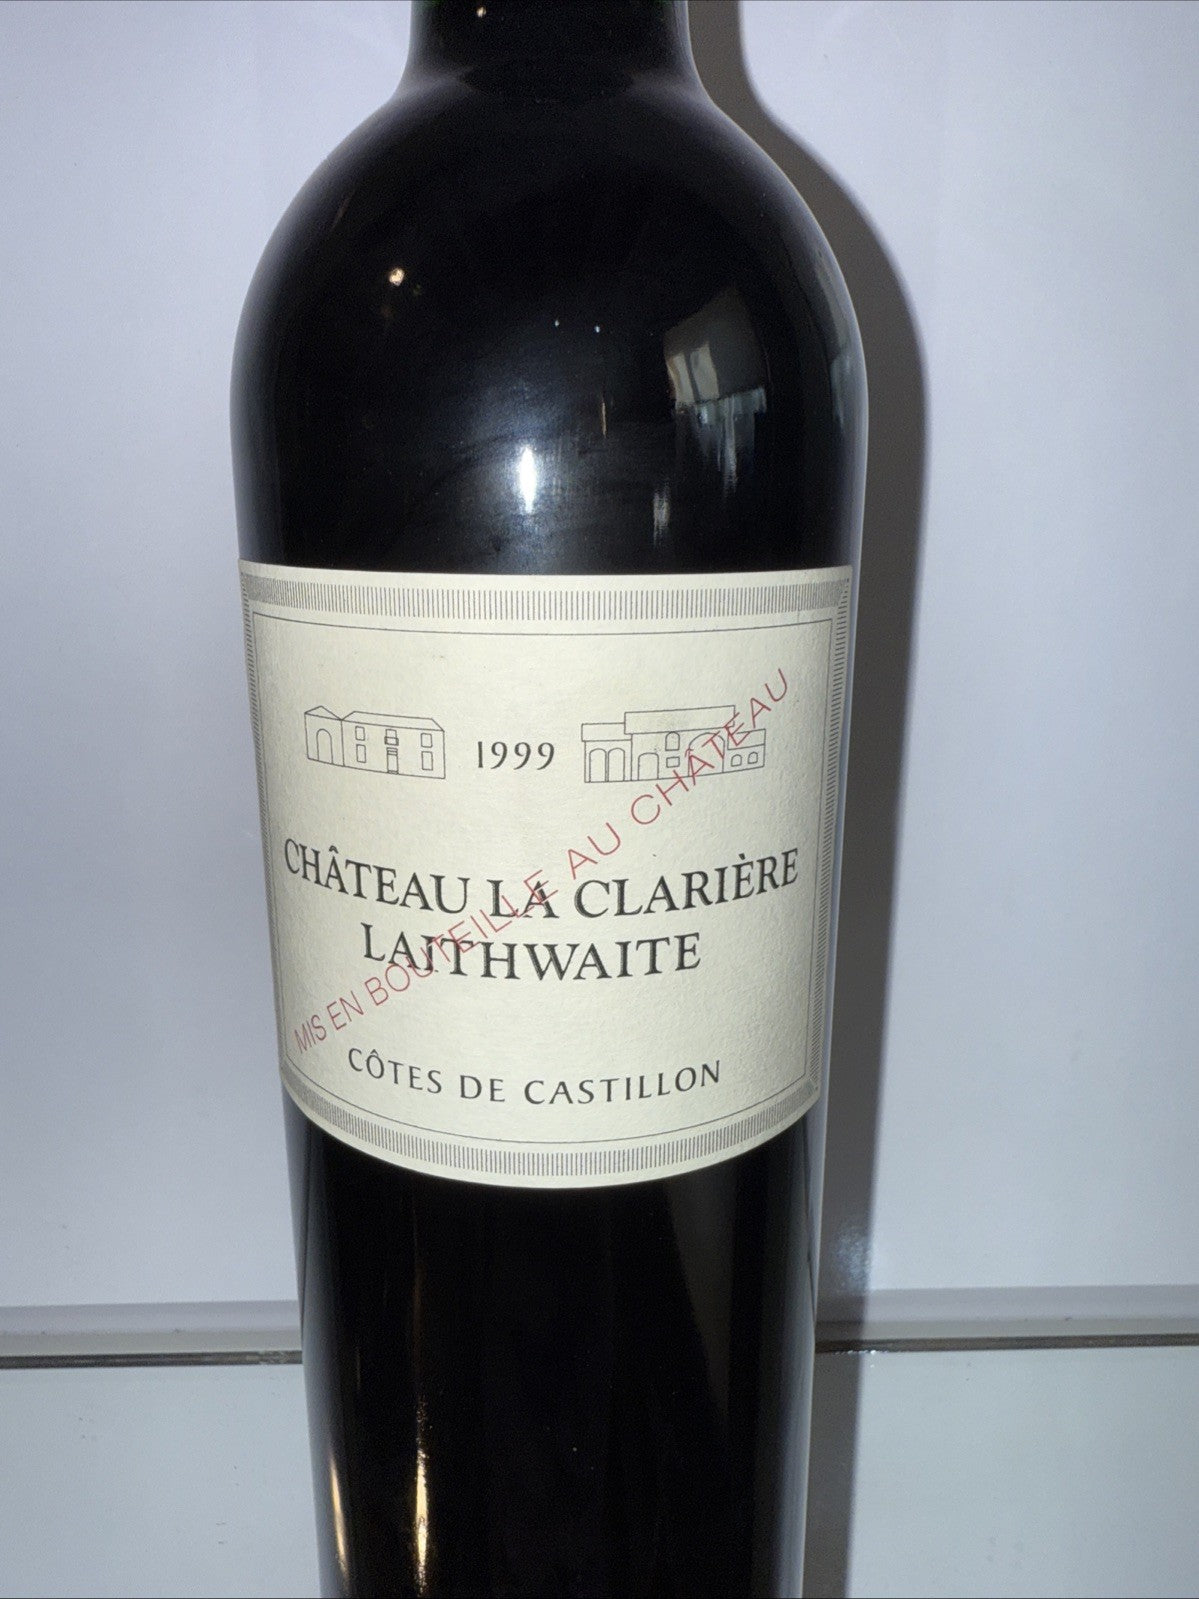 1999
CHÂTEAU LA CLARIÈRE
LAITHWAITE
MIS EN BOUTEILLE AU CHÂTEAU
CÔTES DE CASTILLON